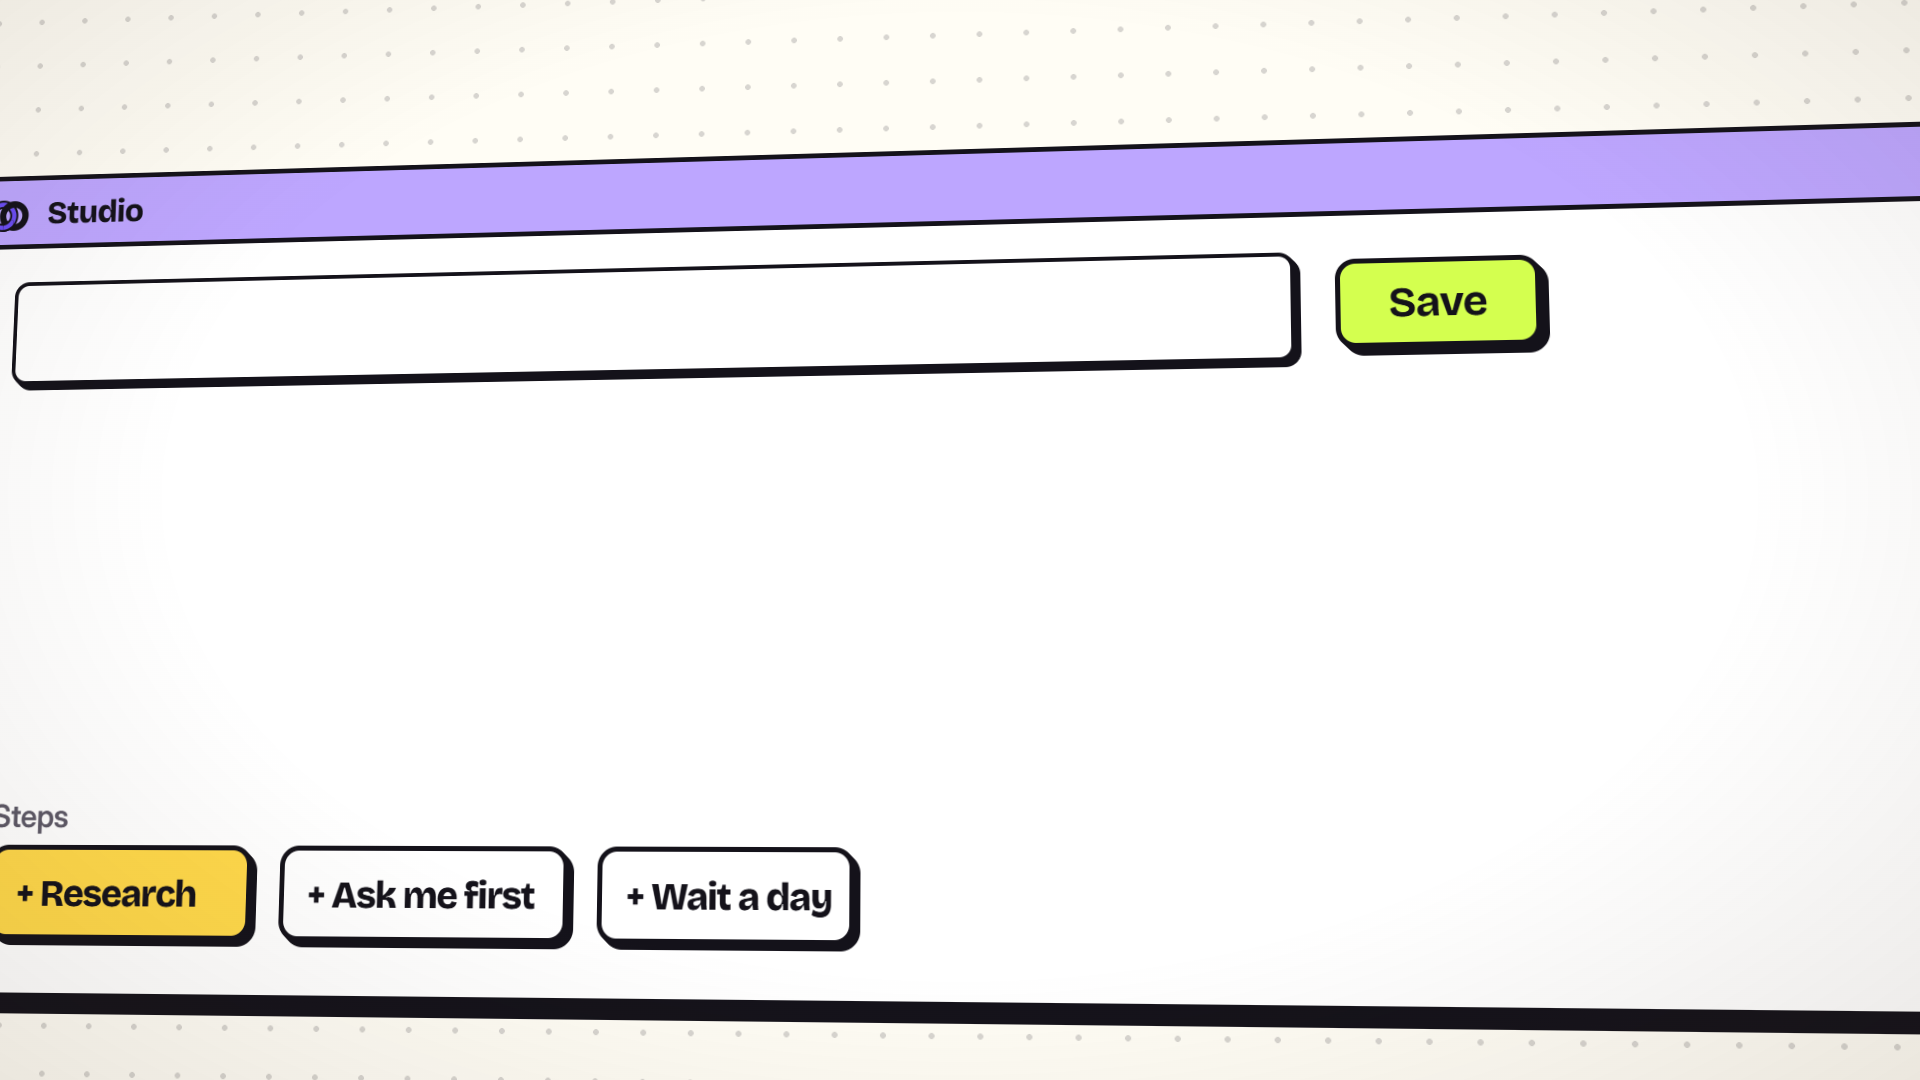 Studio
Save
Steps
+ Research
+ Ask me first
+ Wait a day